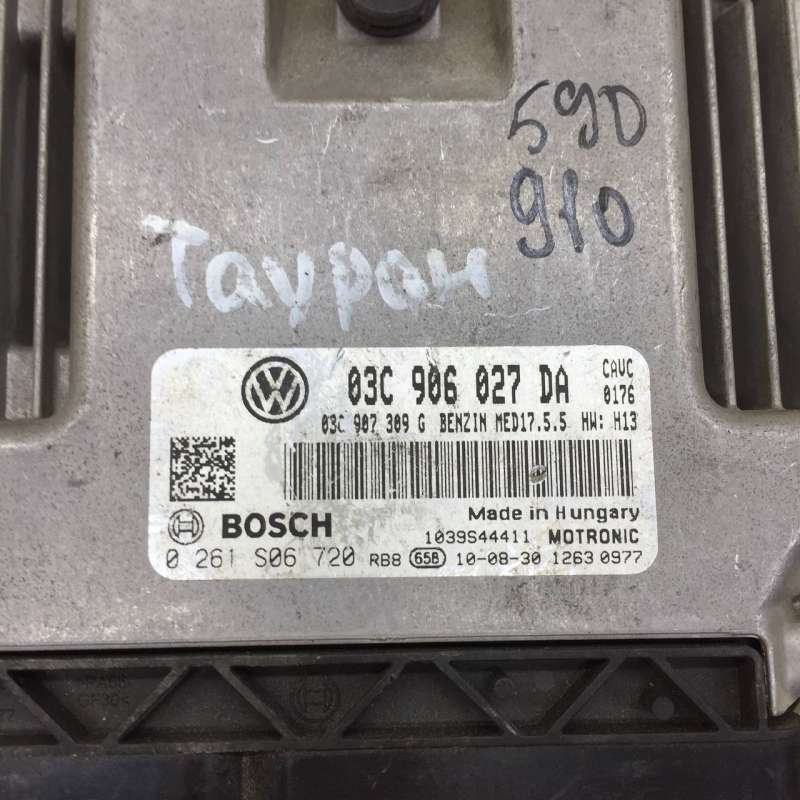 590
910
Тауран
03C 906 027 DA
CAVC
0176
03C 907 309 G BENZIN MED17.5.5 HW: H13
BOSCH
Made in Hungary
1039S44411 MOTRONIC
0 261 S06 720 RB8 65B 10-08-30 1263 0977